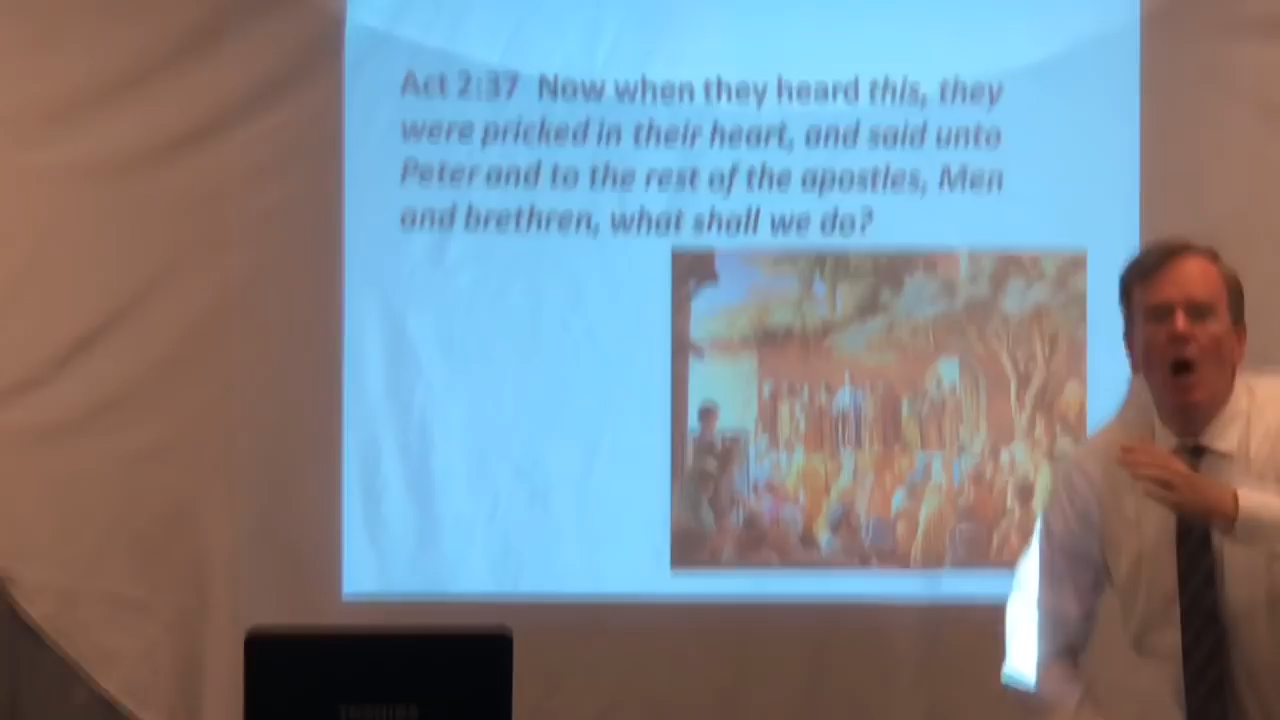 Act 2:37 Now when they heard this, they
were pricked in their heart, and said unto
Peter and to the rest of the apostles, Men
and brethren, what shall we do?
TOSHIBA